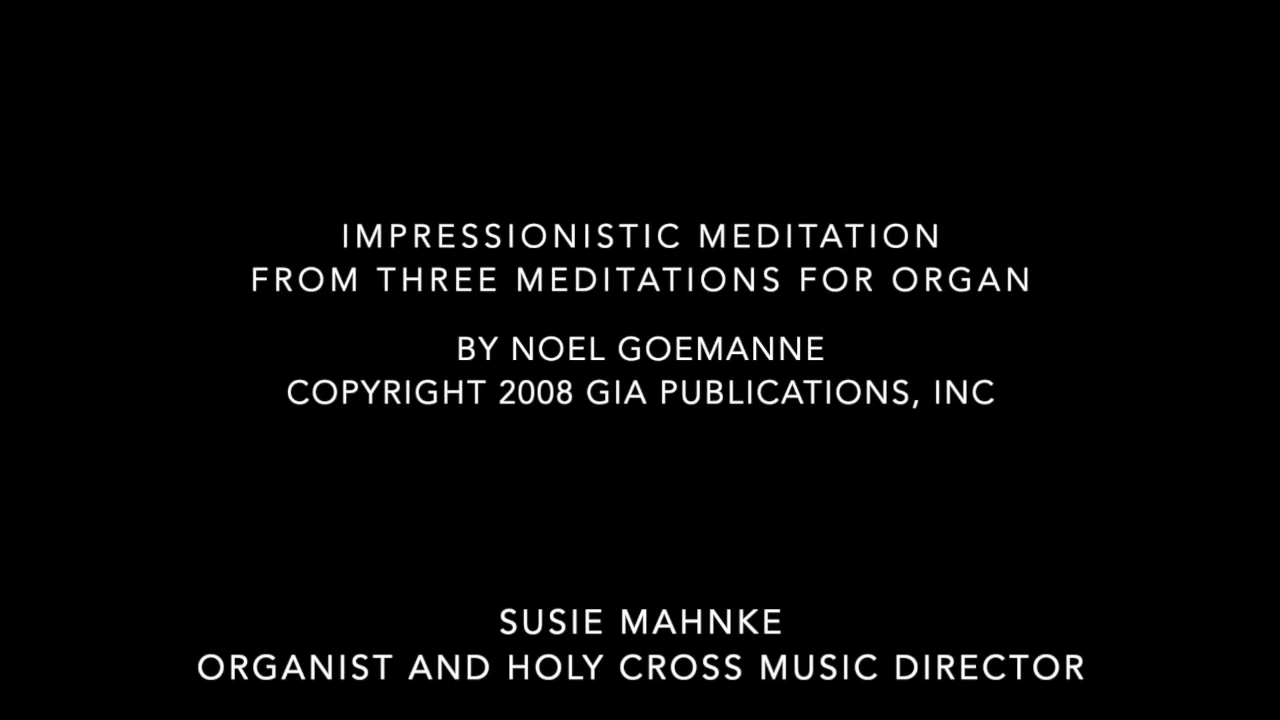 IMPRESSIONISTIC MEDITATION
FROM THREE MEDITATIONS FOR ORGAN
BY NOEL GOEMANNE
COPYRIGHT 2008 GIA PUBLICATIONS, INC
SUSIE MAHNKE
ORGANIST AND HOLY CROSS MUSIC DIRECTOR